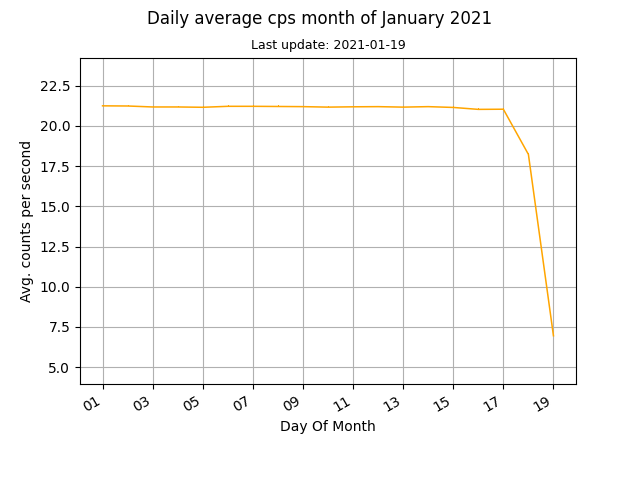 Daily average cps month of January 2021
Last update: 2021-01-19
22.5
20.0
17.5
15.0
12.5
10.0
7.5
5.0
Avg. counts per second
01 03 05 07 09 11 13 15 17 19
Day Of Month